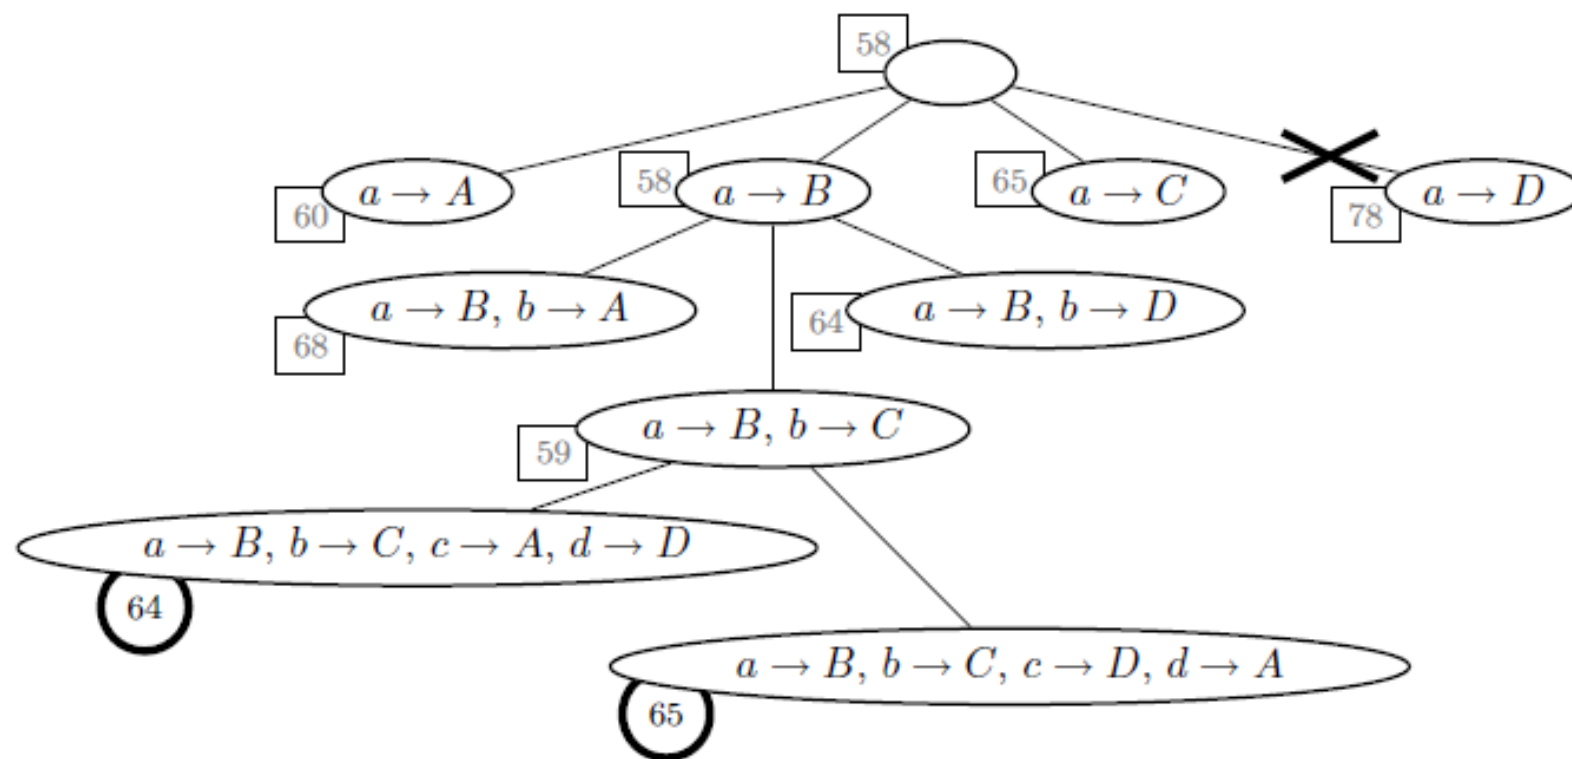 58
60 a → A 58 a → B 65 a → C 78 a → D
68 a → B, b → A 64 a → B, b → D
59 a → B, b → C
a → B, b → C, c → A, d → D
64
a → B, b → C, c → D, d → A
65